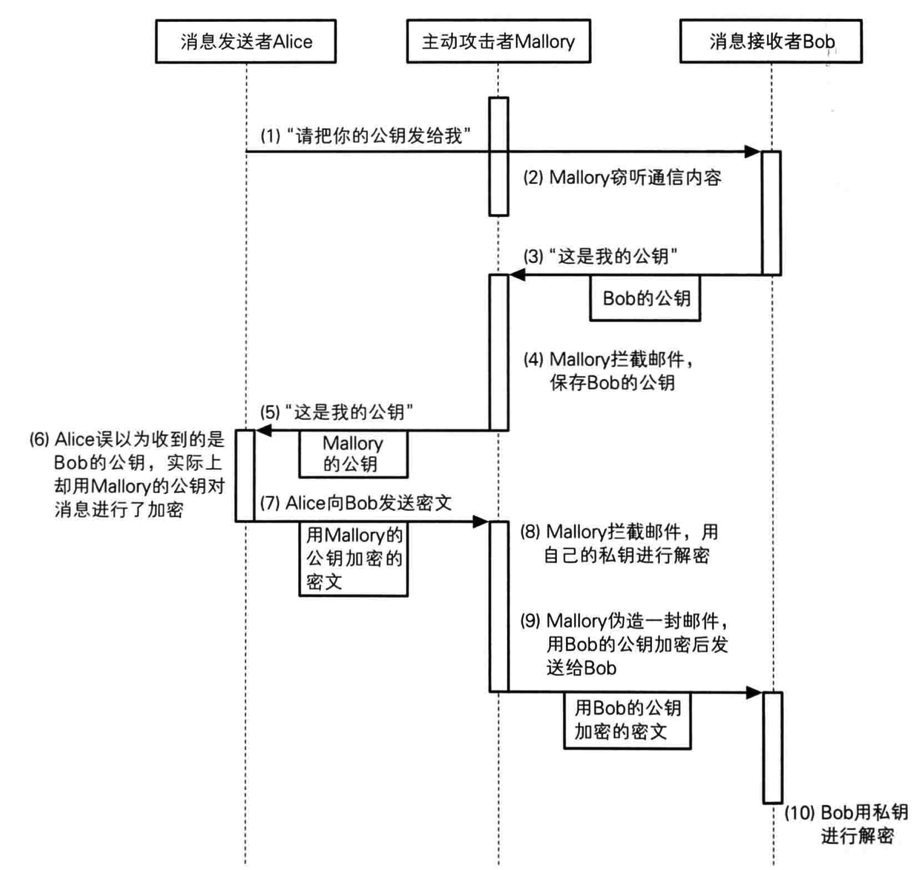 消息发送者Alice
主动攻击者Mallory
消息接收者Bob
(1) “请把你的公钥发给我”
(2) Mallory窃听通信内容
(3) “这是我的公钥”
Bob的公钥
(4) Mallory拦截邮件，
保存Bob的公钥
(5) “这是我的公钥”
Mallory
的公钥
(6) Alice误以为收到的是
Bob的公钥，实际上
却用Mallory的公钥对
消息进行了加密
(7) Alice向Bob发送密文
用Mallory的
公钥加密的
密文
(8) Mallory拦截邮件，用
自己的私钥进行解密
(9) Mallory伪造一封邮件，
用Bob的公钥加密后发
送给Bob
用Bob的公钥
加密的密文
(10) Bob用私钥
进行解密